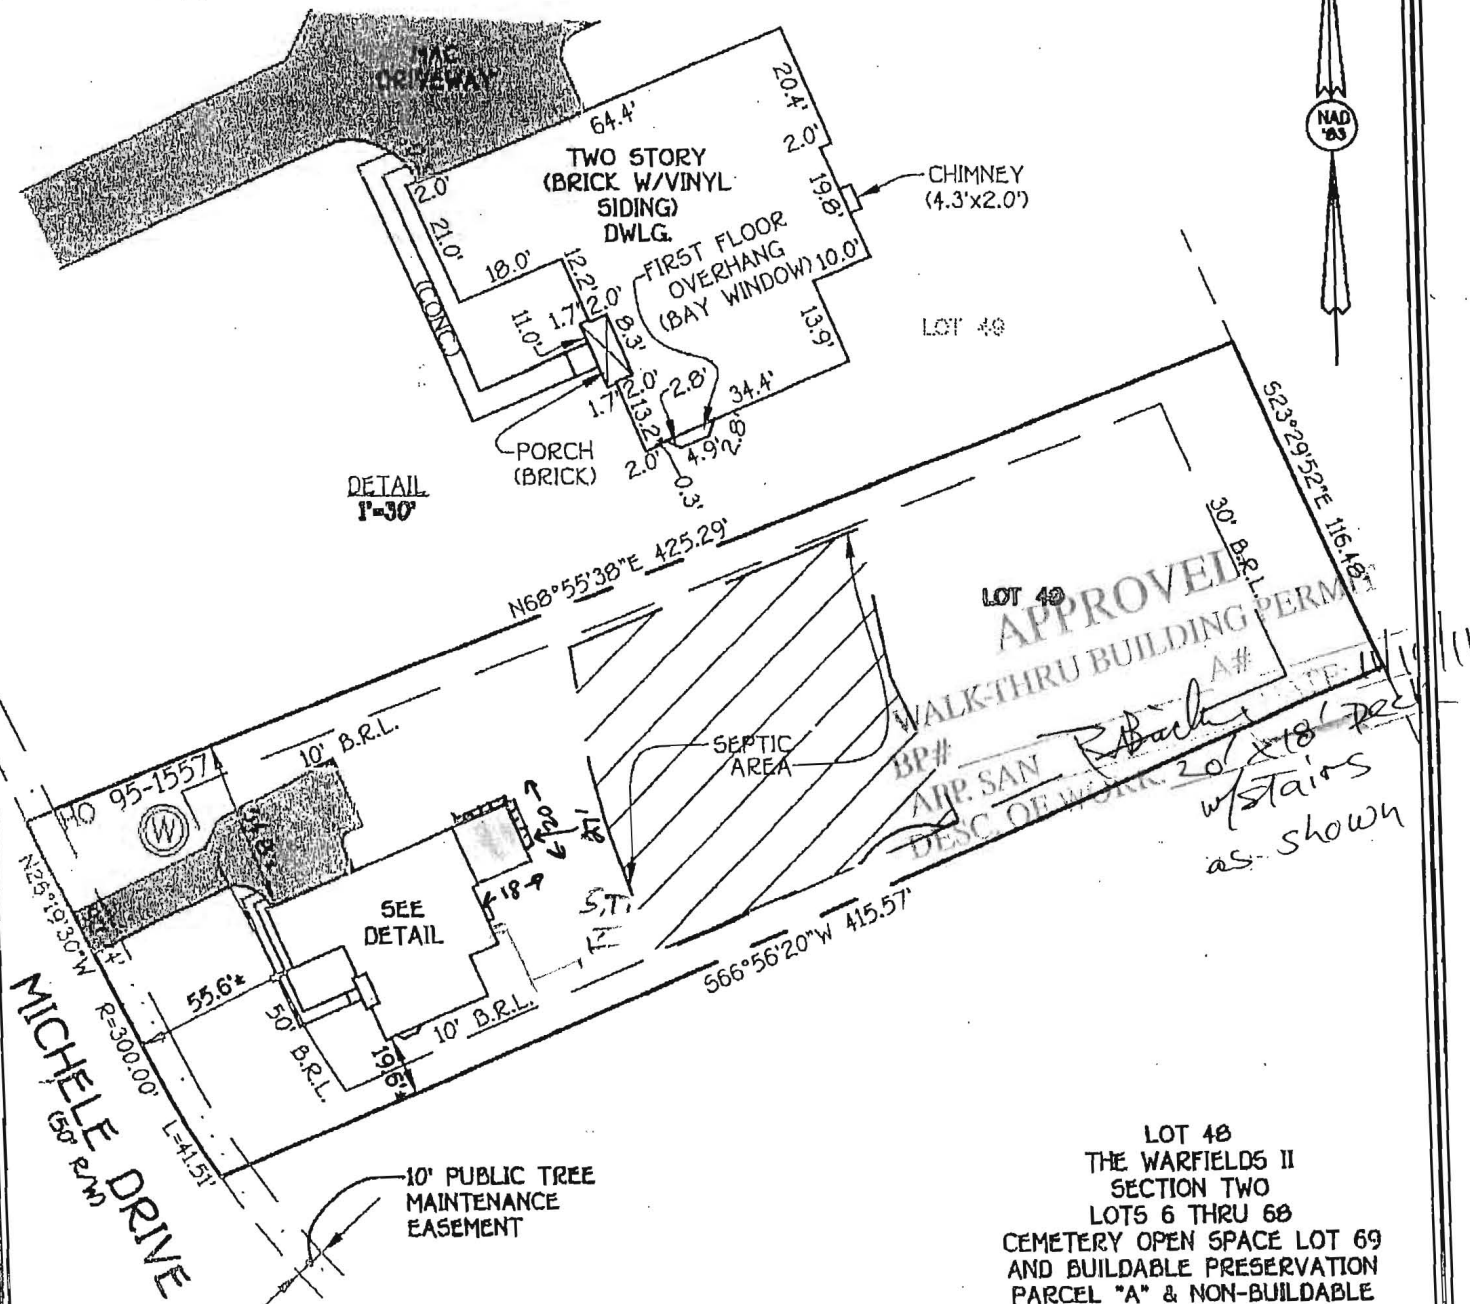 MAC
DRIVEWAY
64.4'
20.4'
2.0'
TWO STORY
(BRICK W/VINYL
SIDING)
DWLG.
CHIMNEY
(4.3'x2.0')
19.8'
10.0'
13.9'
2.0'
21.0'
18.0'
12.2'
FIRST FLOOR
OVERHANG
(BAY WINDOW)
(CONC.)
11.0'
1.7'
2.0'
8.3'
2.0'
1.7'
13.2'
2.8'
34.4'
2.0'
4.9'
2.8'
0.3'
PORCH
(BRICK)
DETAIL
1"=30'
NAD
'83
LOT 49
N68°55'38"E 425.29'
S23°29'52"E 116.48'
30' B.R.L.
LOT 48
APPROVED
WALK-THRU BUILDING PERMIT
BP# A# DATE:
APP. SAN
DESC. OF WORK: 20' x 18' Deck
w/stairs
as shown
SEPTIC
AREA
10' B.R.L.
HO 95-1557
W
SEE
DETAIL
20'
18
S.T.
55.6'±
50' B.R.L.
10' B.R.L.
19.6'±
S66°56'20"W 415.57'
R=300.00'
L=41.51'
MICHELE DRIVE
(50' R/W)
10' PUBLIC TREE
MAINTENANCE
EASEMENT
LOT 48
THE WARFIELDS II
SECTION TWO
LOTS 6 THRU 68
CEMETERY OPEN SPACE LOT 69
AND BUILDABLE PRESERVATION
PARCEL "A" & NON-BUILDABLE